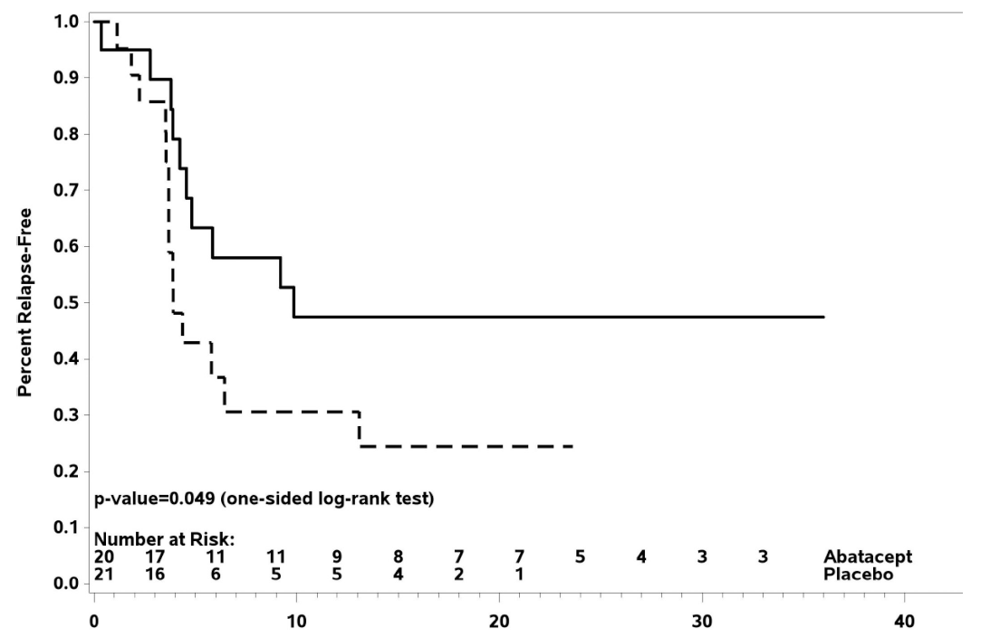 1.0
0.9
0.8
0.7
0.6
0.5
0.4
0.3
0.2
0.1
0.0
Percent Relapse-Free
p-value=0.049 (one-sided log-rank test)
Number at Risk:
20 17 11 11 9 8 7 7 5 4 3 3 Abatacept
21 16 6 5 5 4 2 1 Placebo
0 10 20 30 40